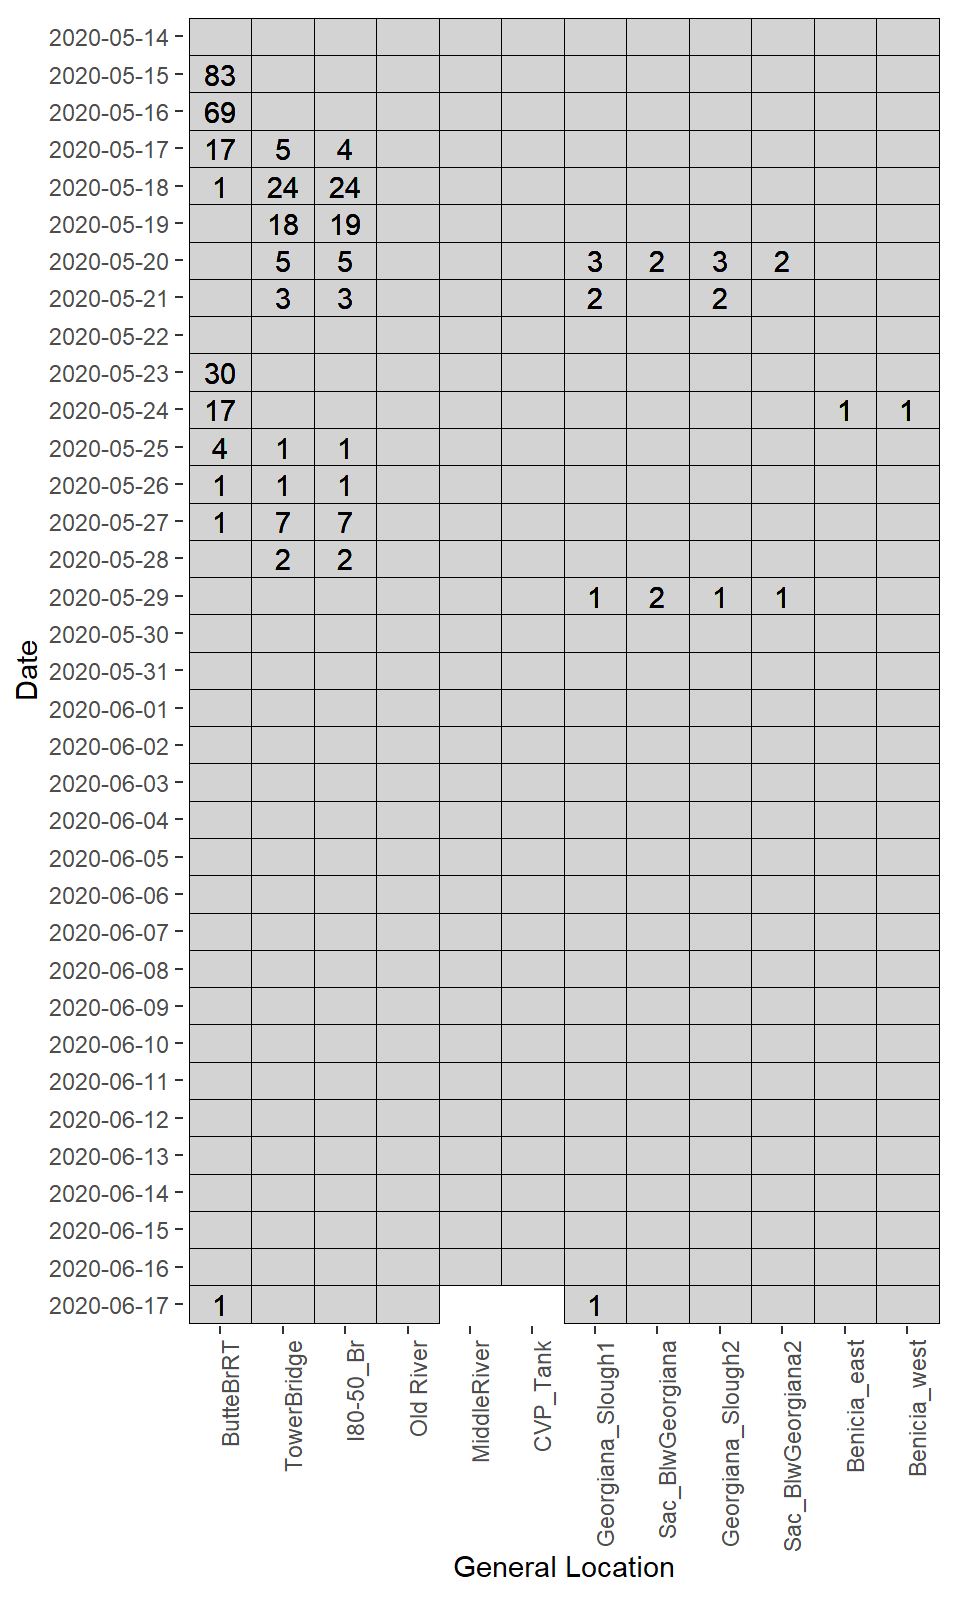 2020-05-14
2020-05-15 83
2020-05-16 69
2020-05-17 17 5 4
2020-05-18 1 24 24
2020-05-19 18 19
2020-05-20 5 5 3 2 3 2
2020-05-21 3 3 2 2
2020-05-22
2020-05-23 30
2020-05-24 17 1 1
2020-05-25 4 1 1
2020-05-26 1 1 1
2020-05-27 1 7 7
2020-05-28 2 2
2020-05-29 1 2 1 1
2020-05-30
2020-05-31
2020-06-01
2020-06-02
2020-06-03
2020-06-04
2020-06-05
2020-06-06
2020-06-07
2020-06-08
2020-06-09
2020-06-10
2020-06-11
2020-06-12
2020-06-13
2020-06-14
2020-06-15
2020-06-16
2020-06-17 1 1
Date
ButteBrRT
TowerBridge
I80-50_Br
Old River
MiddleRiver
CVP_Tank
Georgiana_Slough1
Sac_BlwGeorgiana
Georgiana_Slough2
Sac_BlwGeorgiana2
Benicia_east
Benicia_west
General Location